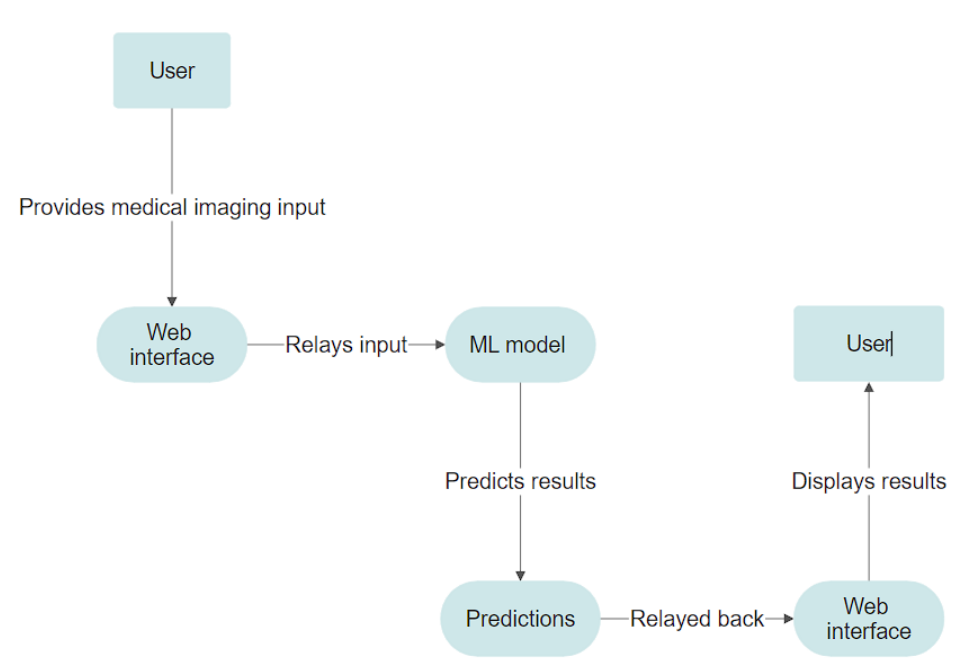 User
Provides medical imaging input
Web
interface
Relays input
ML model
User
Predicts results
Displays results
Predictions
Relayed back
Web
interface